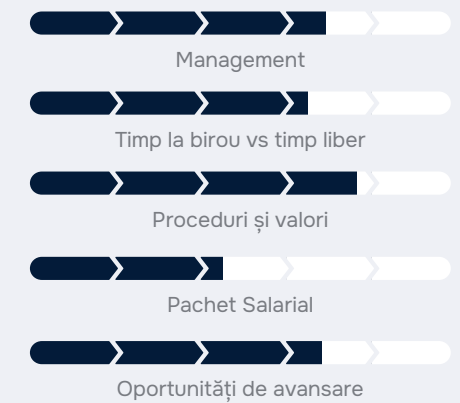 Management
Timp la birou vs timp liber
Proceduri și valori
Pachet Salarial
Oportunități de avansare